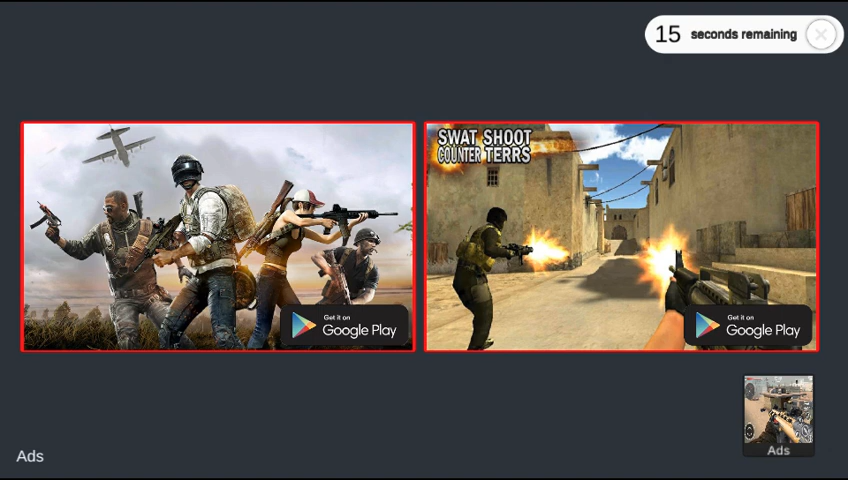 15 seconds remaining
SWAT SHOOT
COUNTER TERRS
Get it on
Google Play
Get it on
Google Play
Ads
Ads